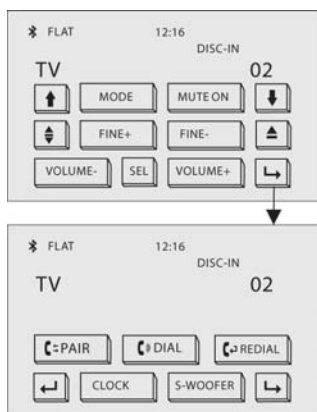 FLAT 12:16
DISC-IN
TV 02
MODE MUTE ON
FINE+ FINE-
VOLUME- SEL VOLUME+
FLAT 12:16
DISC-IN
TV 02
PAIR DIAL REDIAL
CLOCK S-WOOFER